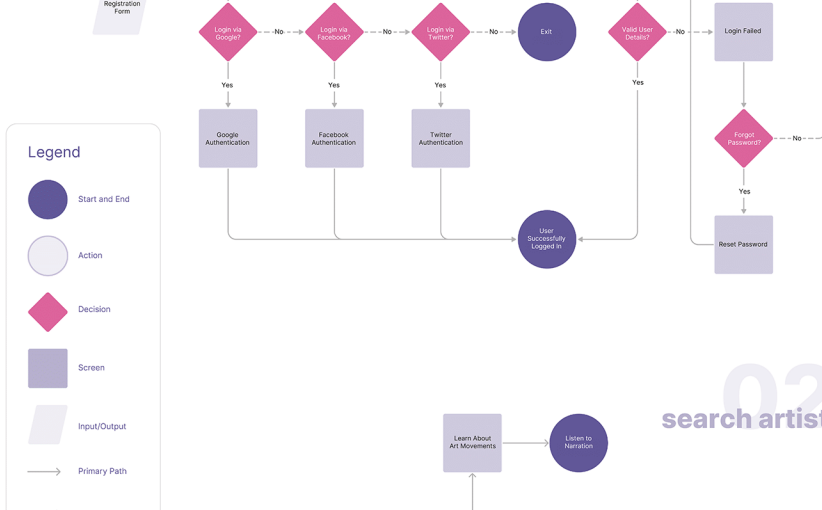 Registration
Form
Login via
Google?
No
Login via
Facebook?
No
Login via
Twitter?
No
Exit
Valid User
Details?
No
Login Failed
Yes
Yes
Yes
Yes
Google
Authentication
Facebook
Authentication
Twitter
Authentication
Forgot
Password?
No
Yes
User
Successfully
Logged In
Reset Password
Legend
Start and End
Action
Decision
Screen
Input/Output
Primary Path
02
search artist
Learn About
Art Movements
Listen to
Narration